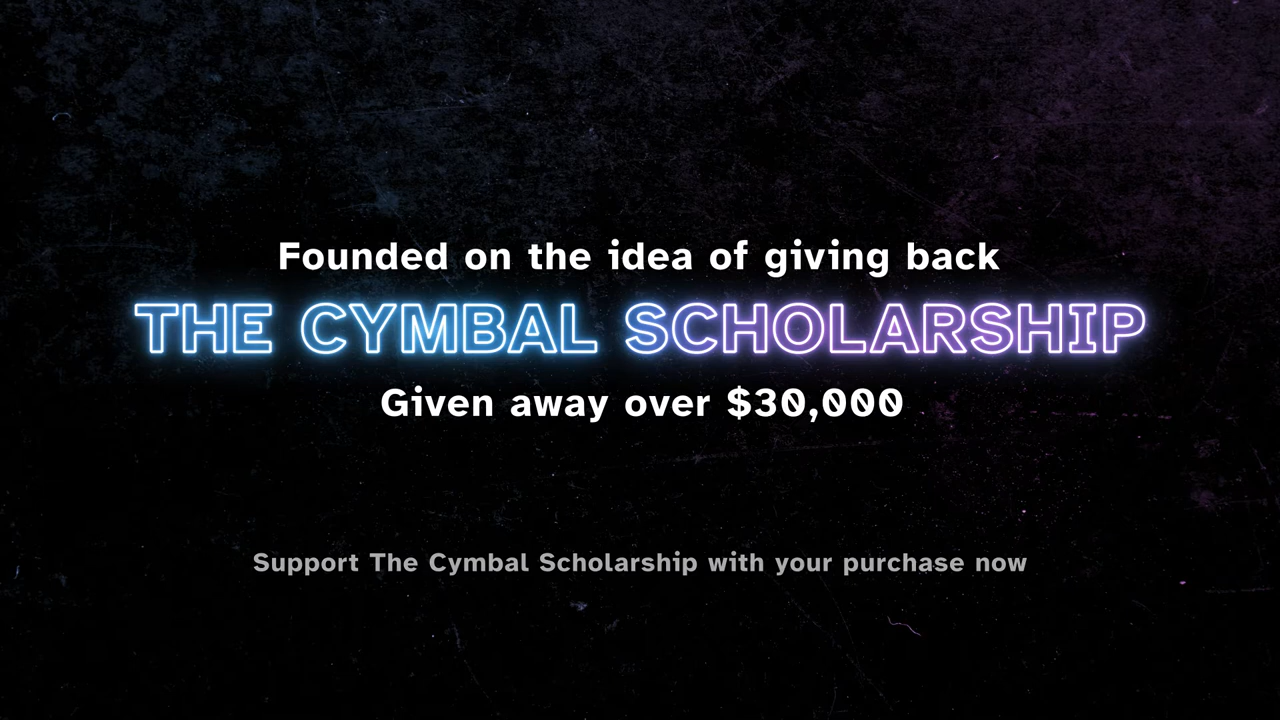 Founded on the idea of giving back
THE CYMBAL SCHOLARSHIP
Given away over $30,000
Support The Cymbal Scholarship with your purchase now